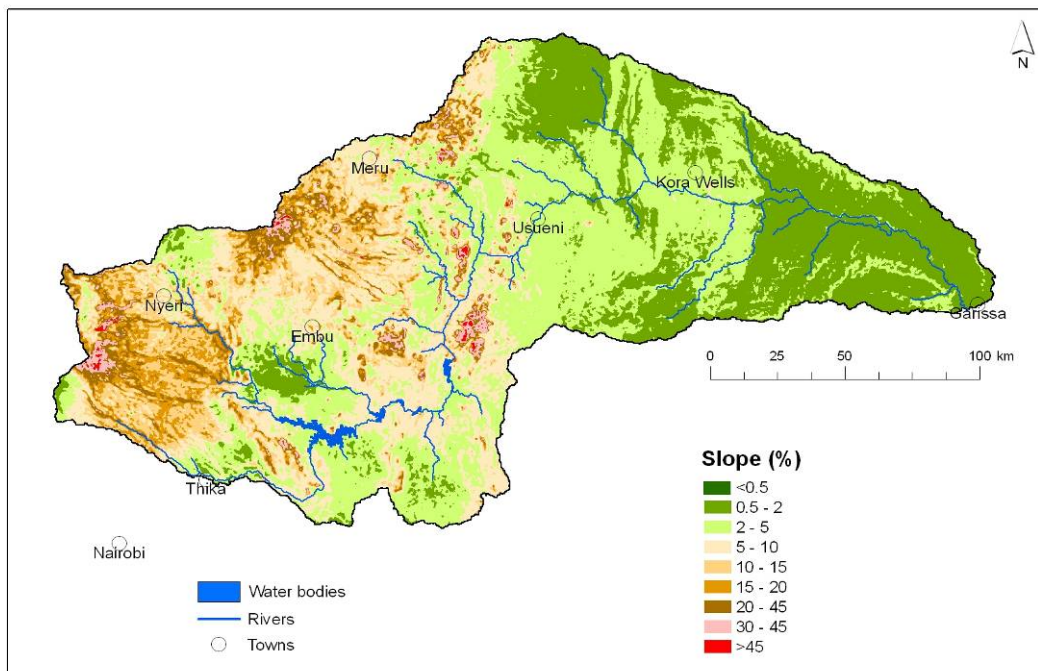 N
Meru
Kora Wells
Usueni
Nyeri
Garissa
Embu
0 25 50 100 km
Slope (%)
<0.5
0.5 - 2
2 - 5
5 - 10
10 - 15
15 - 20
20 - 45
30 - 45
>45
Thika
Nairobi
Water bodies
Rivers
Towns